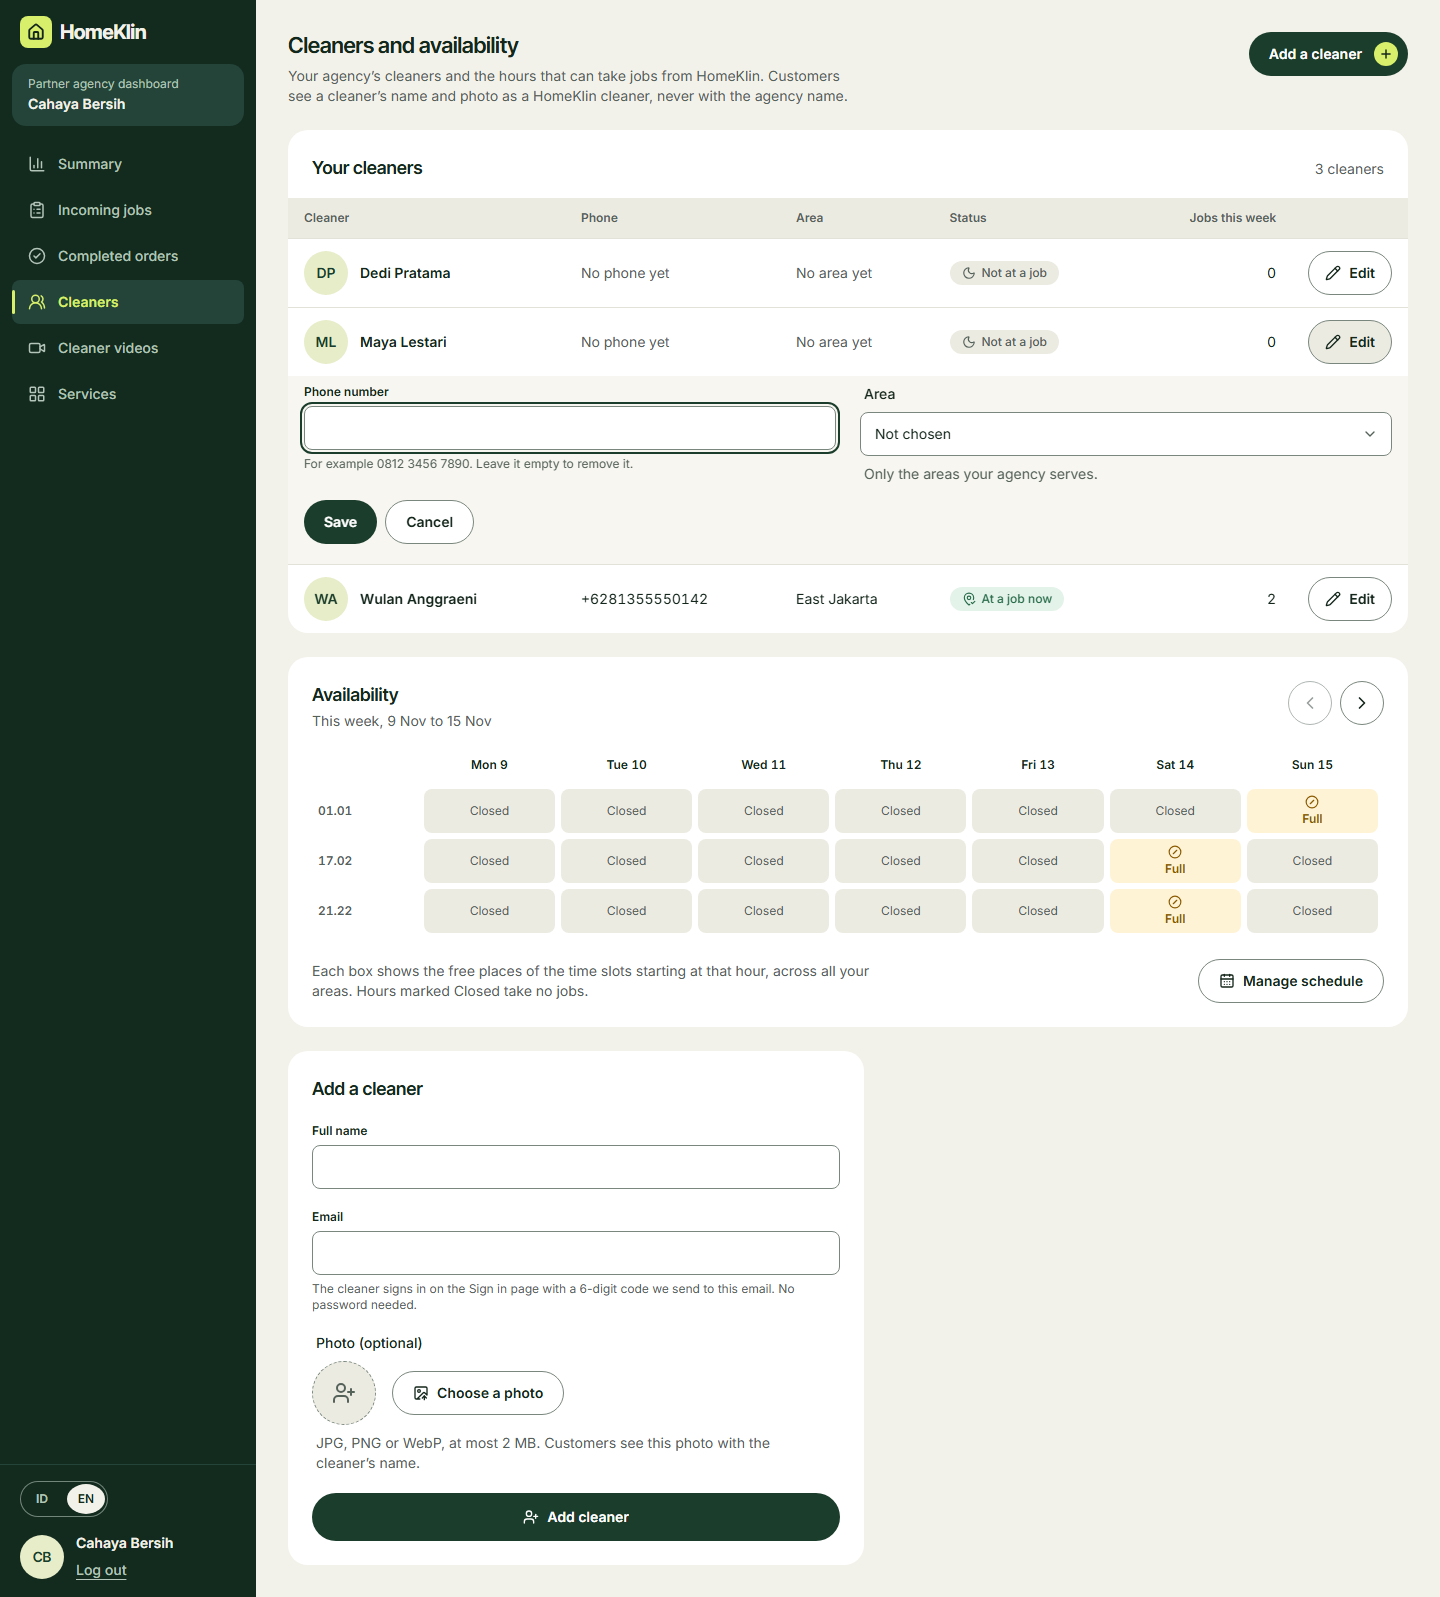 HomeKlin
Partner agency dashboard
Cahaya Bersih
Summary
Incoming jobs
Completed orders
Cleaners
Cleaner videos
Services
ID EN
CB
Cahaya Bersih
Log out
Cleaners and availability
Your agency’s cleaners and the hours that can take jobs from HomeKlin. Customers
see a cleaner’s name and photo as a HomeKlin cleaner, never with the agency name.
Add a cleaner
Your cleaners
3 cleaners
Cleaner Phone Area Status Jobs this week
DP Dedi Pratama No phone yet No area yet Not at a job 0 Edit
ML Maya Lestari No phone yet No area yet Not at a job 0 Edit
Phone number
For example 0812 3456 7890. Leave it empty to remove it.
Area
Not chosen
Only the areas your agency serves.
Save Cancel
WA Wulan Anggraeni +6281355550142 East Jakarta At a job now 2 Edit
Availability
This week, 9 Nov to 15 Nov
Mon 9 Tue 10 Wed 11 Thu 12 Fri 13 Sat 14 Sun 15
01.01 Closed Closed Closed Closed Closed Closed Full
17.02 Closed Closed Closed Closed Closed Full Closed
21.22 Closed Closed Closed Closed Closed Full Closed
Each box shows the free places of the time slots starting at that hour, across all your
areas. Hours marked Closed take no jobs.
Manage schedule
Add a cleaner
Full name
Email
The cleaner signs in on the Sign in page with a 6-digit code we send to this email. No
password needed.
Photo (optional)
Choose a photo
JPG, PNG or WebP, at most 2 MB. Customers see this photo with the
cleaner’s name.
Add cleaner